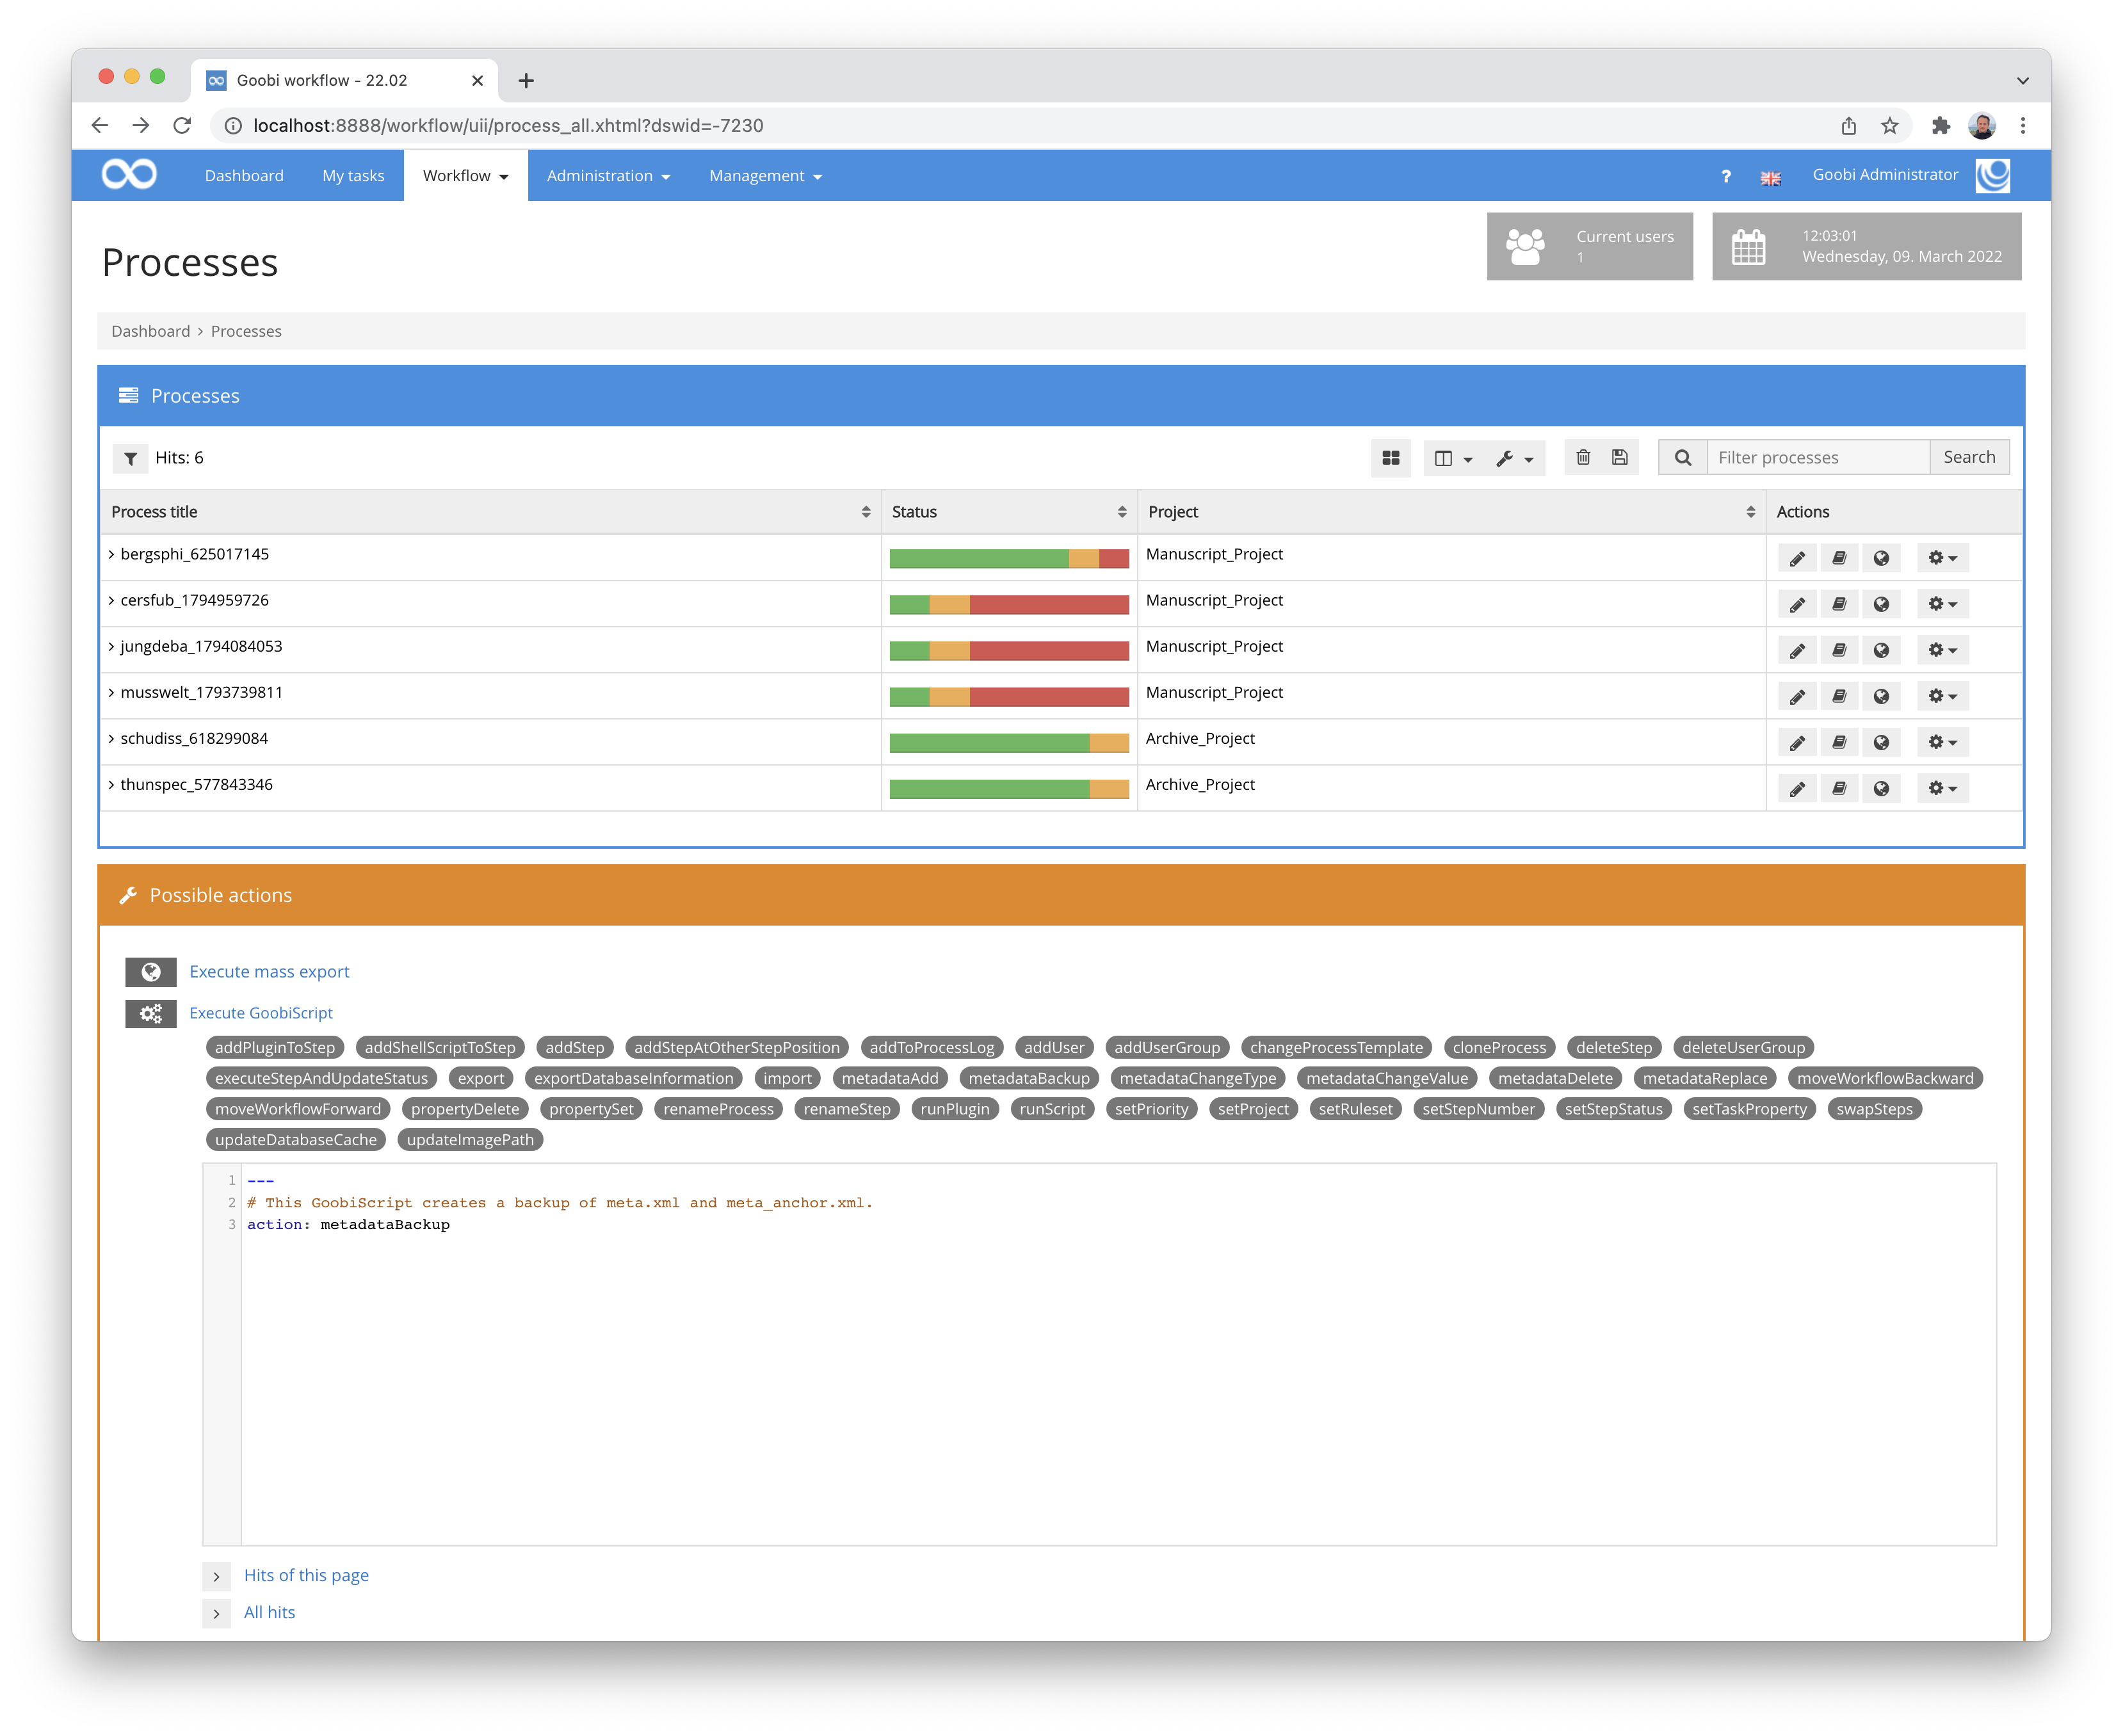 Goobi workflow - 22.02
localhost:8888/workflow/uii/process_all.xhtml?dswid=-7230
Dashboard My tasks Workflow Administration Management ? Goobi Administrator
Processes
Current users
1
12:03:01
Wednesday, 09. March 2022
Dashboard > Processes
Processes
Hits: 6 Filter processes Search
Process title Status Project Actions
bergsphi_625017145 Manuscript_Project
cersfub_1794959726 Manuscript_Project
jungdeba_1794084053 Manuscript_Project
musswelt_1793739811 Manuscript_Project
schudiss_618299084 Archive_Project
thunspec_577843346 Archive_Project
Possible actions
Execute mass export
Execute GoobiScript
addPluginToStep addShellScriptToStep addStep addStepAtOtherStepPosition addToProcessLog addUser addUserGroup changeProcessTemplate cloneProcess deleteStep deleteUserGroup
executeStepAndUpdateStatus export exportDatabaseInformation import metadataAdd metadataBackup metadataChangeType metadataChangeValue metadataDelete metadataReplace moveWorkflowBackward
moveWorkflowForward propertyDelete propertySet renameProcess renameStep runPlugin runScript setPriority setProject setRuleset setStepNumber setStepStatus setTaskProperty swapSteps
updateDatabaseCache updateImagePath
1 ---
2 # This GoobiScript creates a backup of meta.xml and meta_anchor.xml.
3 action: metadataBackup
Hits of this page
All hits